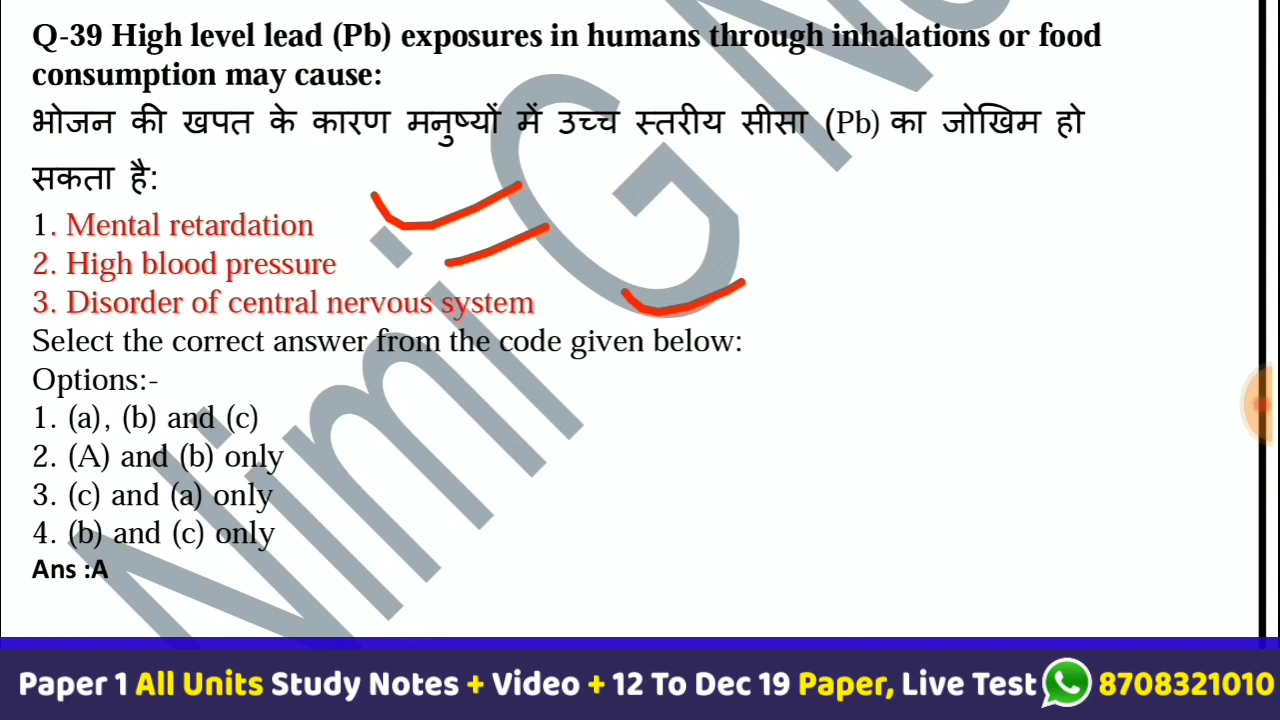 Q-39 High level lead (Pb) exposures in humans through inhalations or food
consumption may cause:
भोजन की खपत के कारण मनुष्यों में उच्च स्तरीय सीसा (Pb) का जोखिम हो
सकता है:
1. Mental retardation
2. High blood pressure
3. Disorder of central nervous system
Select the correct answer from the code given below:
Options:-
1. (a), (b) and (c)
2. (A) and (b) only
3. (c) and (a) only
4. (b) and (c) only
Ans :A
Nimi G
Paper 1 All Units Study Notes + Video + 12 To Dec 19 Paper, Live Test 8708321010